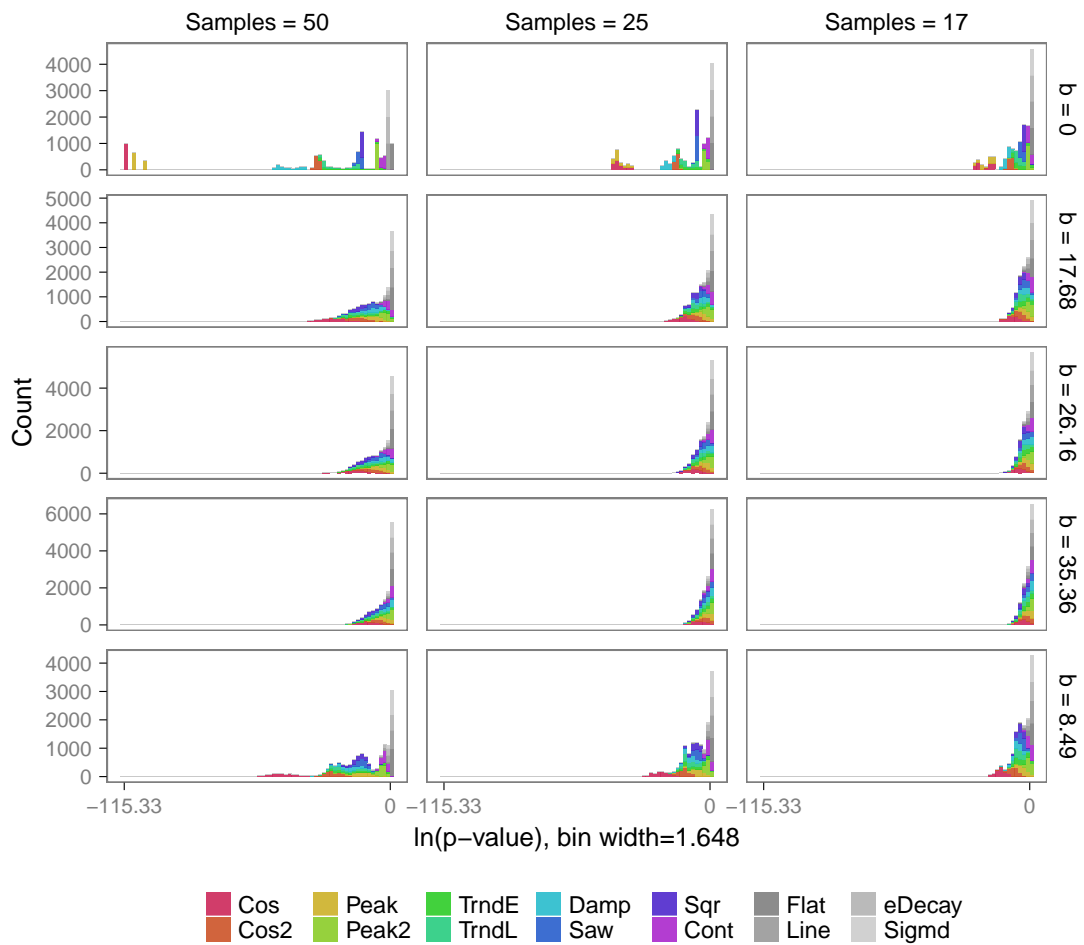 Samples = 50
Samples = 25
Samples = 17
4000
3000
2000
1000
0
b = 0
5000
4000
3000
2000
1000
0
b = 17.68
4000
2000
0
b = 26.16
6000
4000
2000
0
b = 35.36
4000
3000
2000
1000
0
b = 8.49
Count
−115.33
0
−115.33
0
−115.33
0
ln(p−value), bin width=1.648
Cos
Peak
TrndE
Damp
Sqr
Flat
eDecay
Cos2
Peak2
TrndL
Saw
Cont
Line
Sigmd